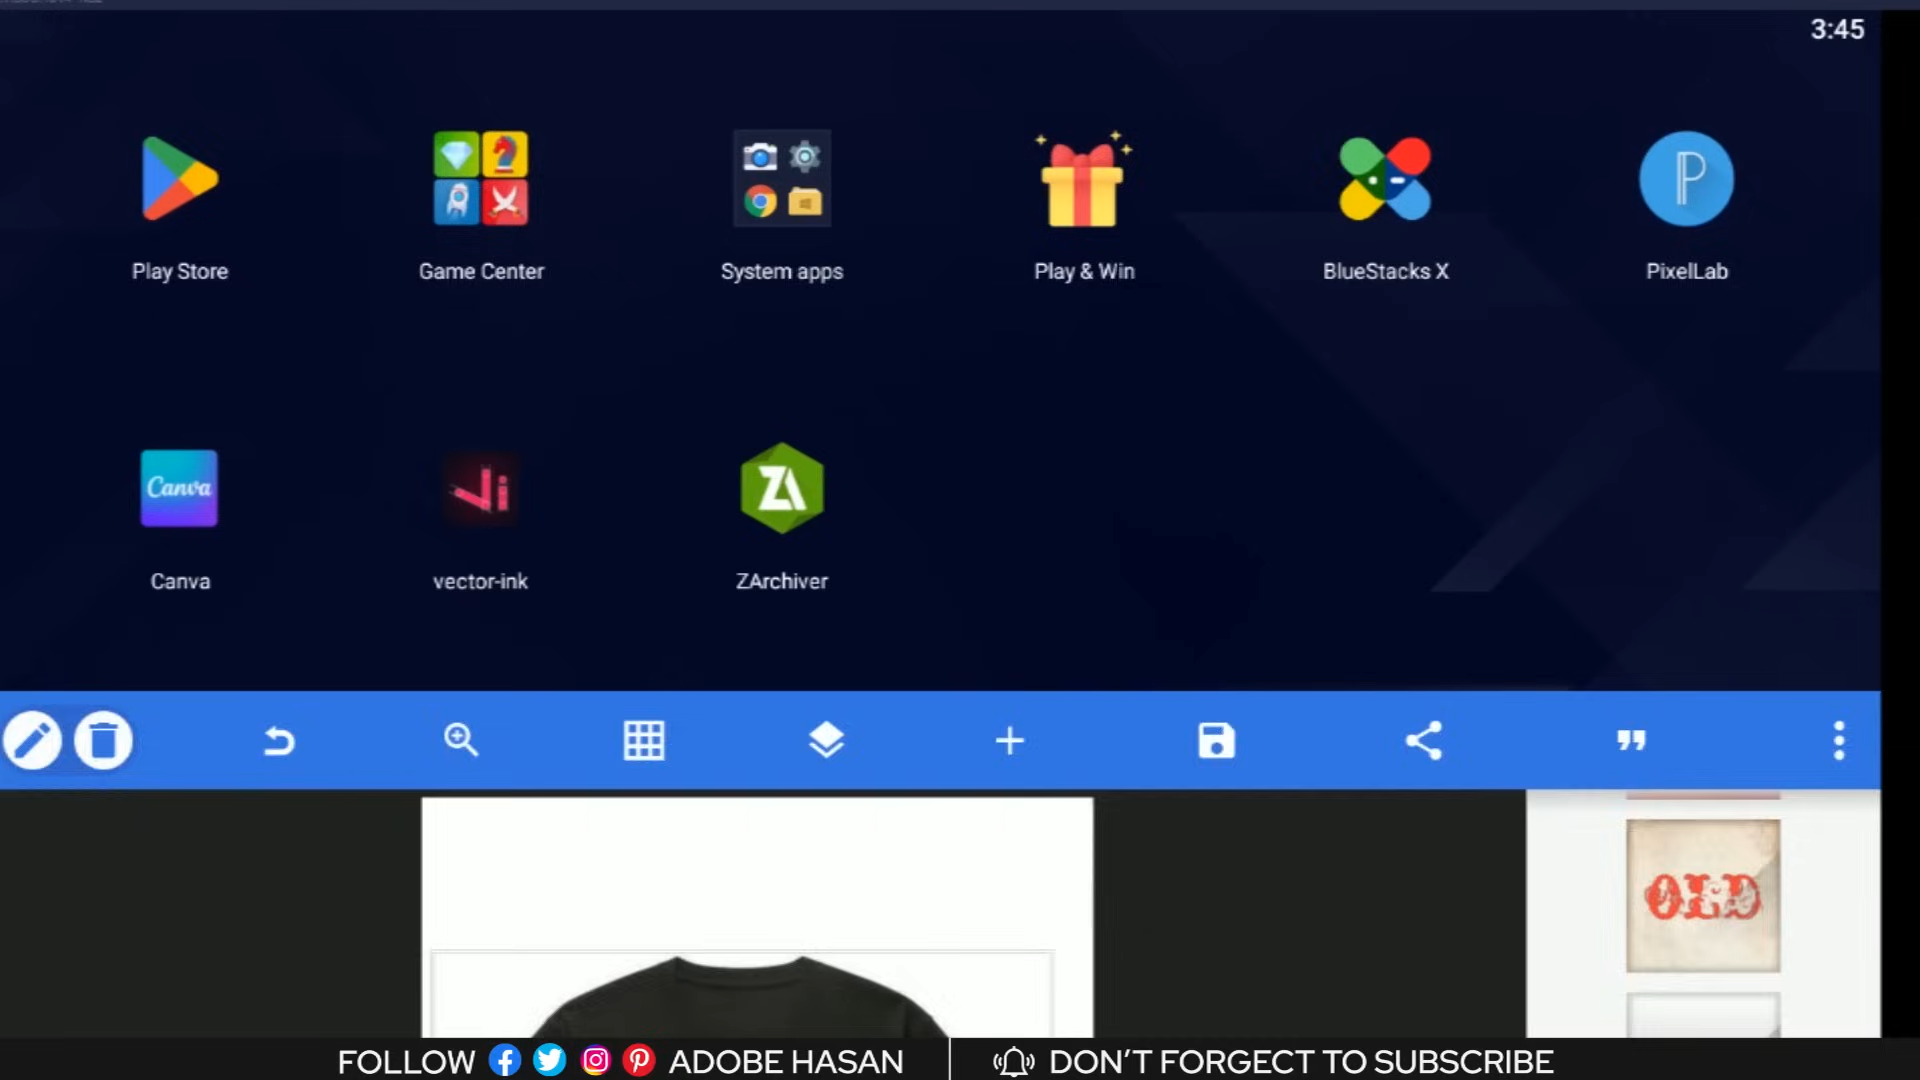 3:45
Play Store
Game Center
System apps
Play & Win
BlueStacks X
PixelLab
Canva
Canva
vector-ink
ZArchiver
OLD
FOLLOW ADOBE HASAN
DON'T FORGECT TO SUBSCRIBE